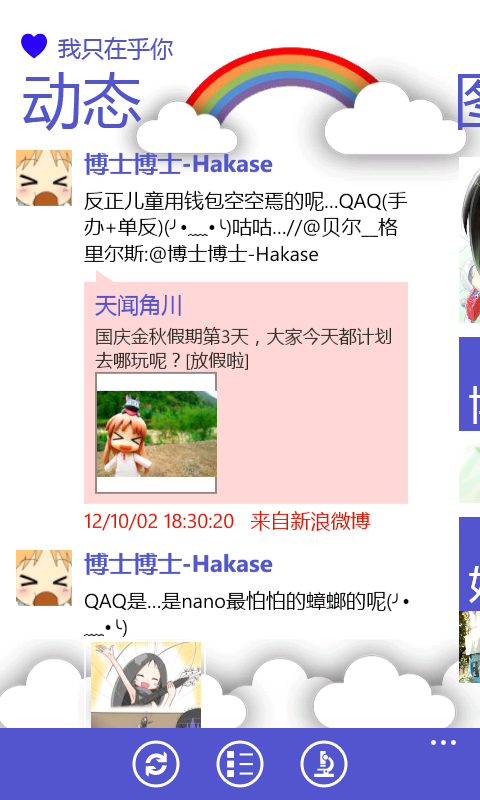 我只在乎你
动态
博士博士-Hakase
反正儿童用钱包空空焉的呢...QAQ(手
办+单反)(╯•﹏•╰)咕咕...//@贝尔__格
里尔斯:@博士博士-Hakase
天闻角川
国庆金秋假期第3天，大家今天都计划
去哪玩呢？[放假啦]
12/10/02 18:30:20 来自新浪微博
博士博士-Hakase
QAQ是...是nano最怕怕的蟑螂的呢(╯•
﹏•╰)